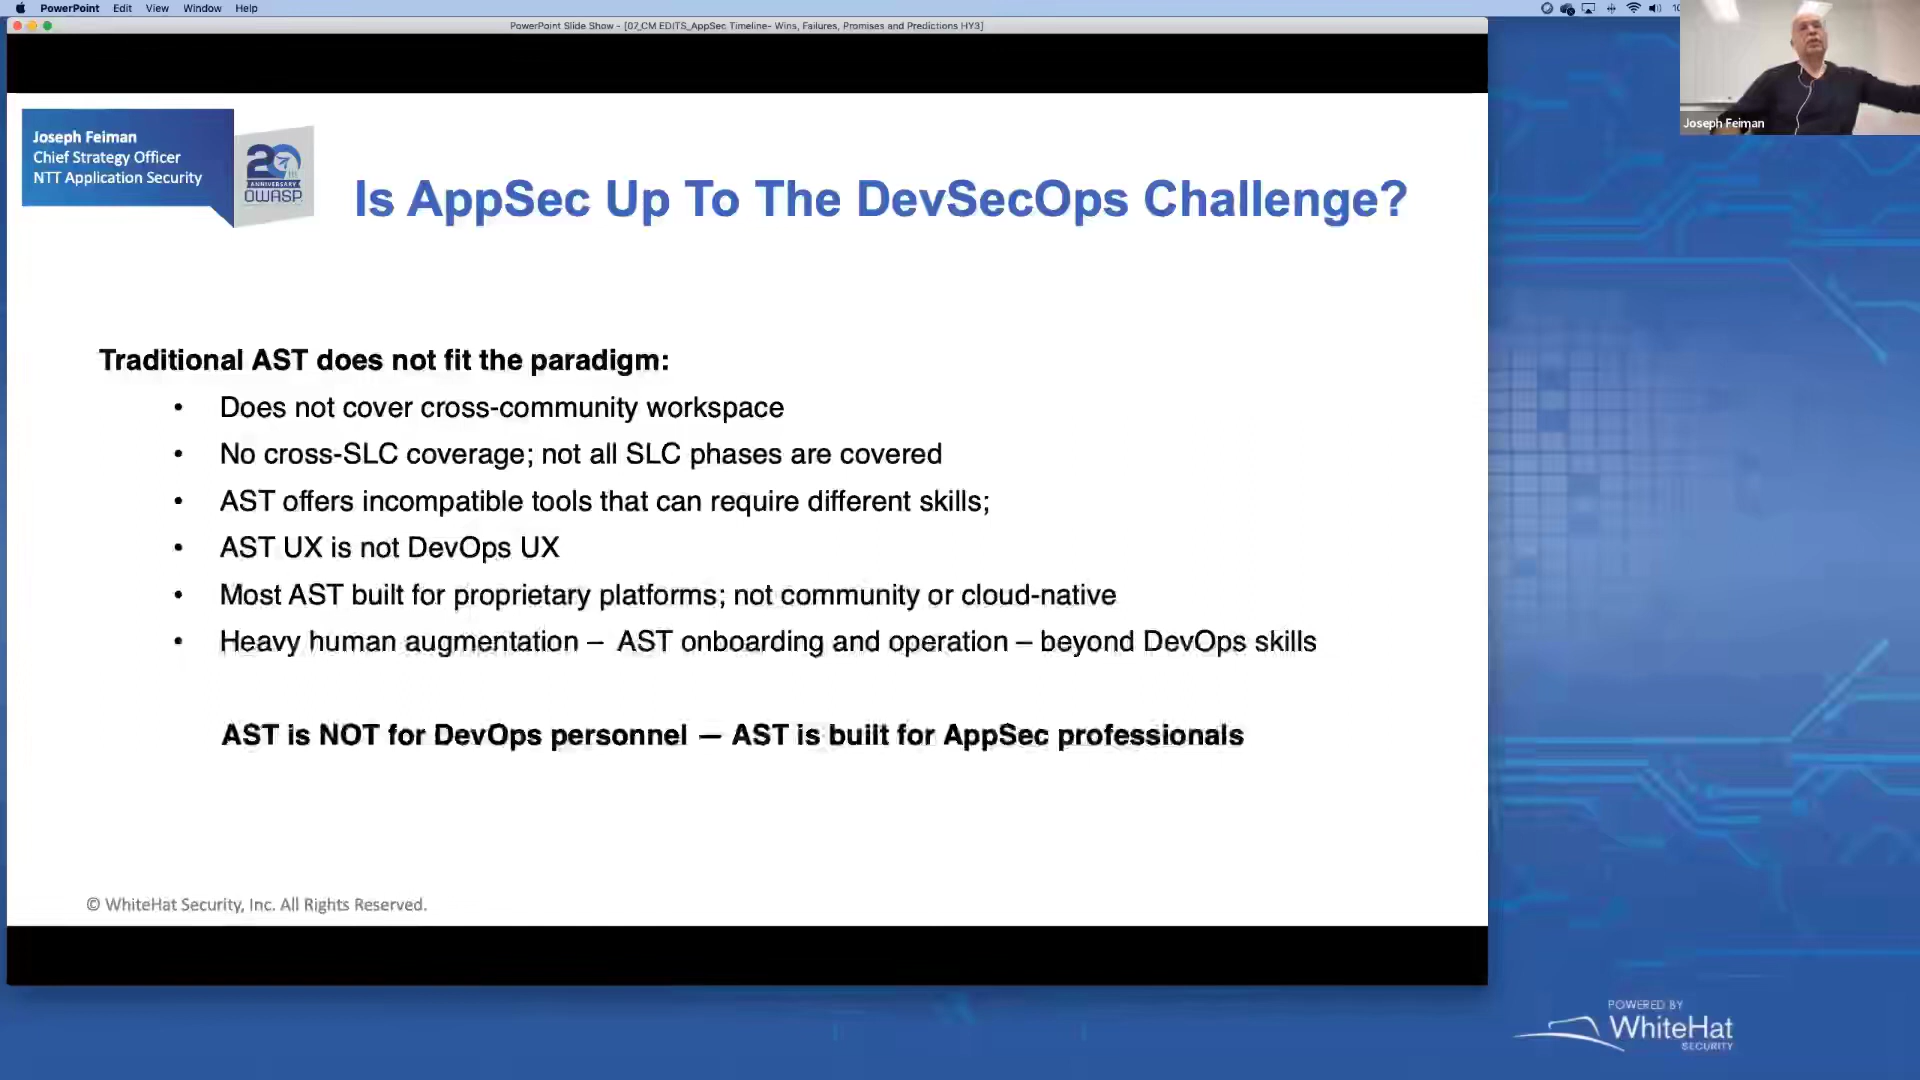 PowerPoint Edit View Window Help
PowerPoint Slide Show - [07_CM EDITS_AppSec Timeline- Wins, Failures, Promises and Predictions HY3]
Joseph Feiman
Joseph Feiman
Chief Strategy Officer
NTT Application Security
20
th
ANNIVERSARY
OWASP
Is AppSec Up To The DevSecOps Challenge?
Traditional AST does not fit the paradigm:
• Does not cover cross-community workspace
• No cross-SLC coverage; not all SLC phases are covered
• AST offers incompatible tools that can require different skills;
• AST UX is not DevOps UX
• Most AST built for proprietary platforms; not community or cloud-native
• Heavy human augmentation – AST onboarding and operation – beyond DevOps skills
AST is NOT for DevOps personnel — AST is built for AppSec professionals
© WhiteHat Security, Inc. All Rights Reserved.
POWERED BY
WhiteHat
SECURITY